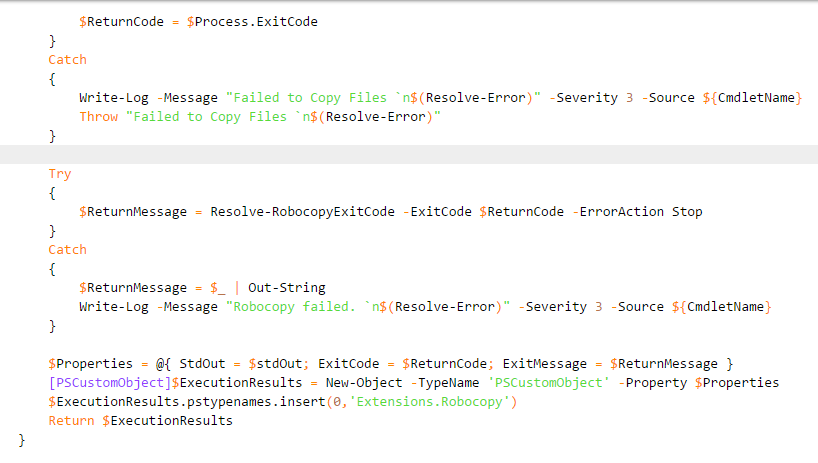 $ReturnCode = $Process.ExitCode
}
Catch
{
Write-Log -Message "Failed to Copy Files `n$(Resolve-Error)" -Severity 3 -Source ${CmdletName}
Throw "Failed to Copy Files `n$(Resolve-Error)"
}
Try
{
$ReturnMessage = Resolve-RobocopyExitCode -ExitCode $ReturnCode -ErrorAction Stop
}
Catch
{
$ReturnMessage = $_ | Out-String
Write-Log -Message "Robocopy failed. `n$(Resolve-Error)" -Severity 3 -Source ${CmdletName}
}
$Properties = @{ StdOut = $stdOut; ExitCode = $ReturnCode; ExitMessage = $ReturnMessage }
[PSCustomObject]$ExecutionResults = New-Object -TypeName 'PSCustomObject' -Property $Properties
$ExecutionResults.pstypenames.insert(0,'Extensions.Robocopy')
Return $ExecutionResults
}